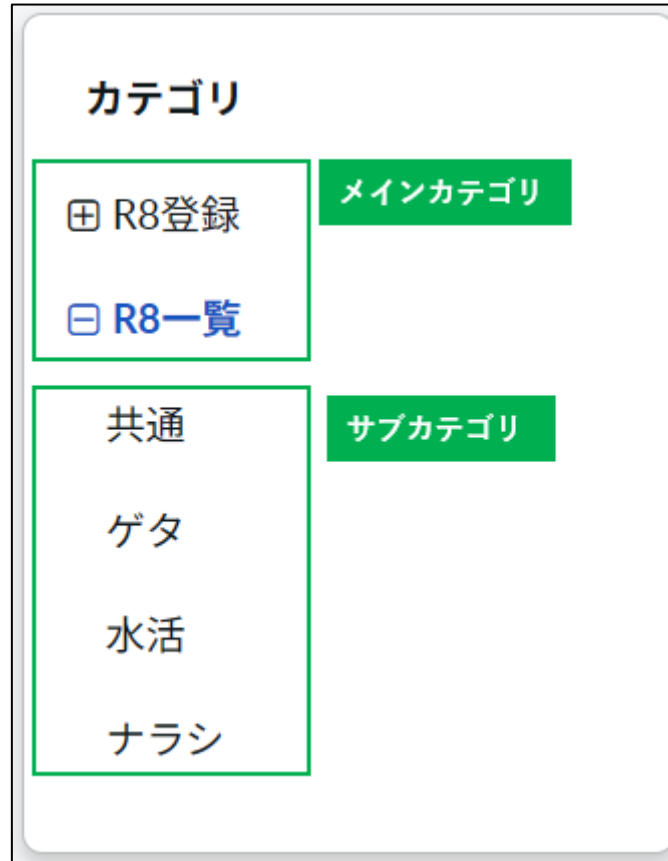 カテゴリ
R8登録
メインカテゴリ
R8一覧
共通
サブカテゴリ
ゲタ
水活
ナラシ